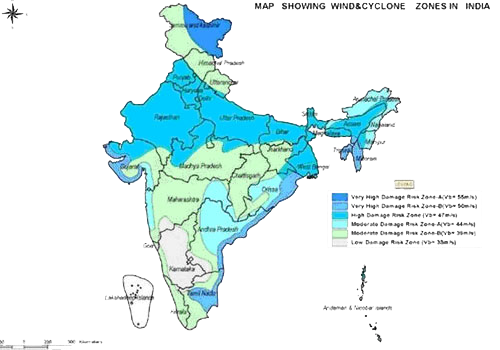 MAP SHOWING WIND&CYCLONE ZONES IN INDIA
Jammu and Kashmir
Himachal Pradesh
Punjab
Uttaranchal
Haryana
Delhi
Arunachal Pradesh
Rajasthan
Uttar Pradesh
Assam
Nagaland
Bihar
Meghalaya
Manipur
Jharkhand
Mizoram
Gujarat
Madhya Pradesh
West Bengal
Chattisgarh
Orissa
Maharashtra
Very High Damage Risk Zone-A(Vb= 55m/s)
Very High Damage Risk Zone-B(Vb= 50m/s)
High Damage Risk Zone (Vb= 47m/s)
Moderate Damage Risk Zone-A(Vb= 44m/s)
Moderate Damage Risk Zone-B(Vb= 39m/s)
Low Damage Risk Zone (Vb= 33m/s)
Andhra Pradesh
Goa
Karnataka
Lakshadweep Islands
Tamil Nadu
Andaman & Nicobar islands
Kerala